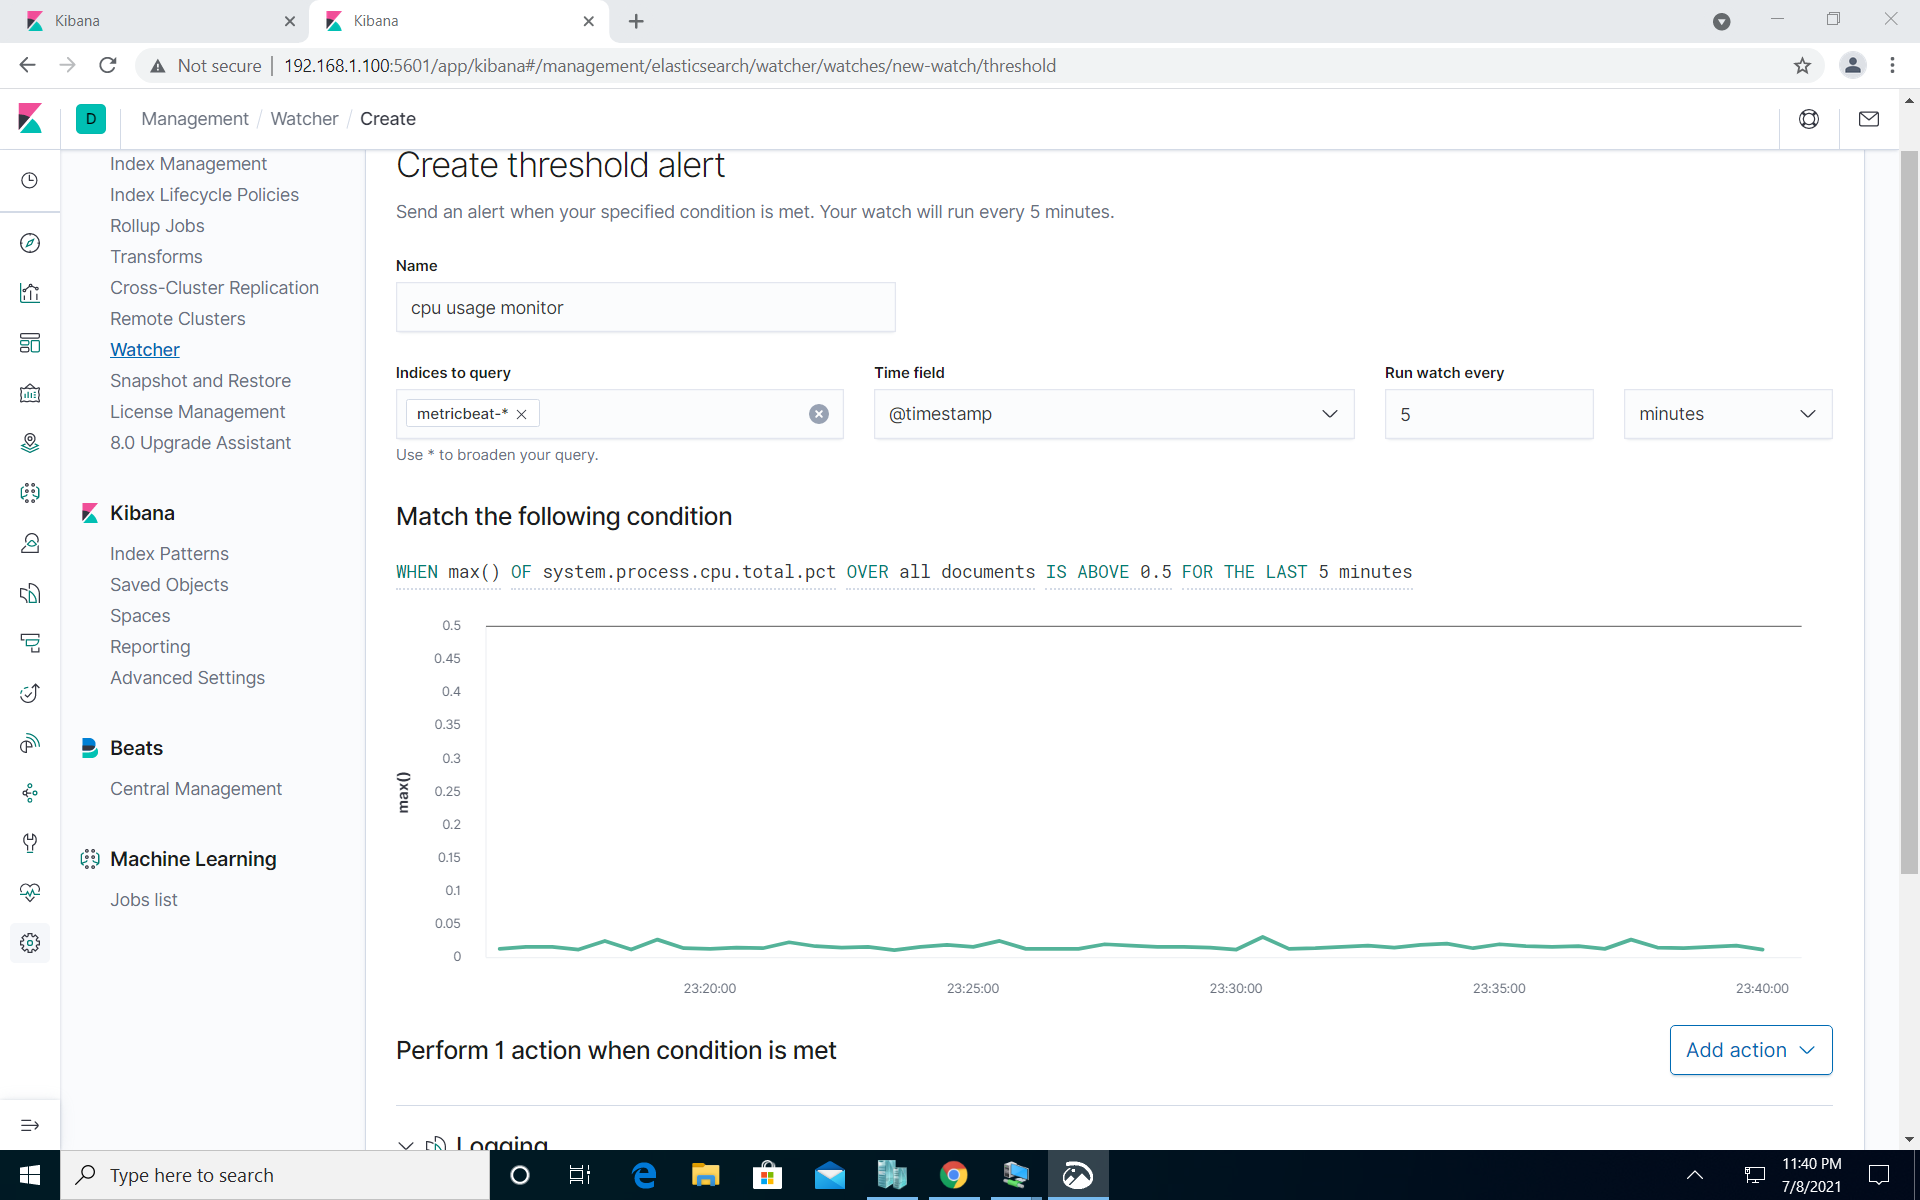 Kibana
Kibana
Not secure
192.168.1.100:5601/app/kibana#/management/elasticsearch/watcher/watches/new-watch/threshold
D
Management / Watcher / Create
Index Management
Index Lifecycle Policies
Rollup Jobs
Transforms
Cross-Cluster Replication
Remote Clusters
Watcher
Snapshot and Restore
License Management
8.0 Upgrade Assistant
Kibana
Index Patterns
Saved Objects
Spaces
Reporting
Advanced Settings
Beats
Central Management
Machine Learning
Jobs list
Create threshold alert
Send an alert when your specified condition is met. Your watch will run every 5 minutes.
Name
cpu usage monitor
Indices to query
metricbeat-*
Use * to broaden your query.
Time field
@timestamp
Run watch every
5
minutes
Match the following condition
WHEN max() OF system.process.cpu.total.pct OVER all documents IS ABOVE 0.5 FOR THE LAST 5 minutes
max()
0.5
0.45
0.4
0.35
0.3
0.25
0.2
0.15
0.1
0.05
0
23:20:00 23:25:00 23:30:00 23:35:00 23:40:00
Perform 1 action when condition is met
Add action
Logging
Type here to search
11:40 PM
7/8/2021